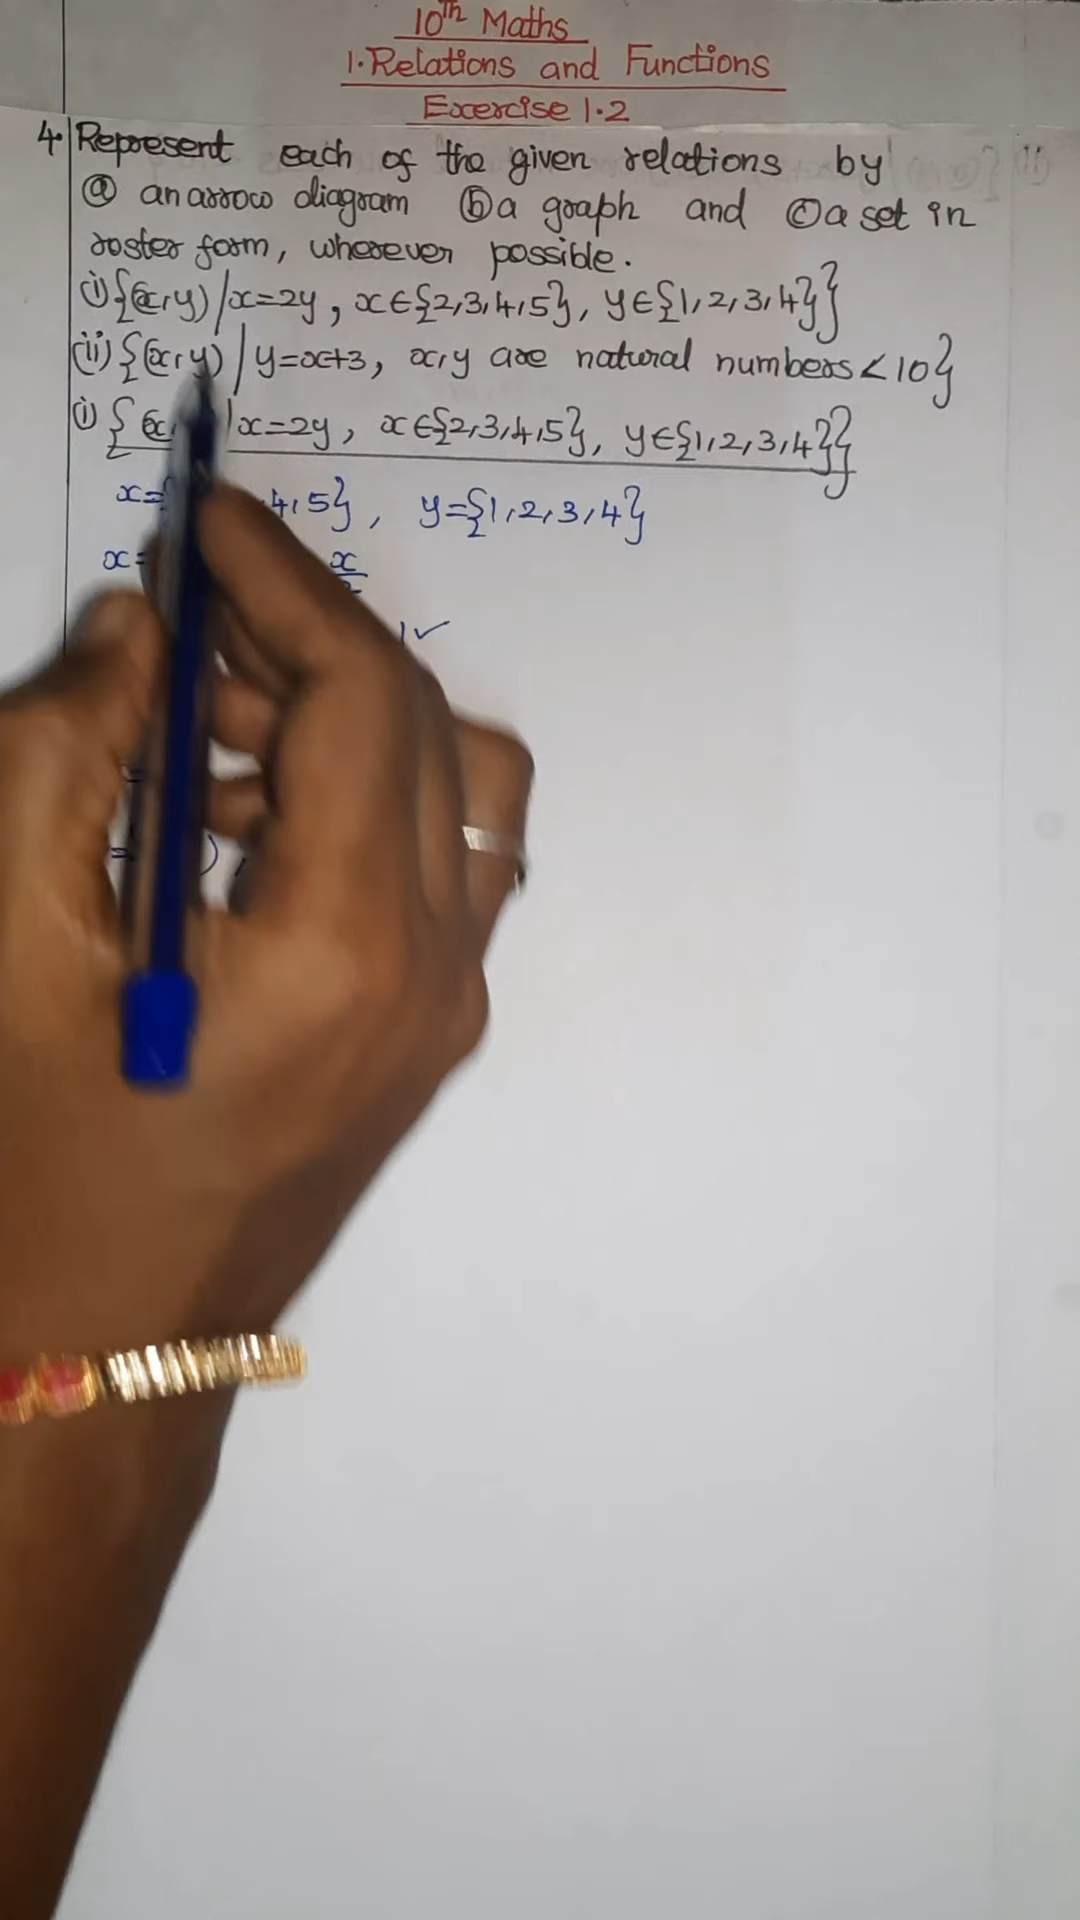 10th Maths
1. Relations and Functions
Exercise 1.2
4. Represent each of the given relations by
ⓐ an arrow diagram ⓑ a graph and ⓒ a set in
roster form, wherever possible.
(i) {(x,y)/x=2y, x∈{2,3,4,5}, y∈{1,2,3,4}}
(ii) {(x,y)/y=x+3, x,y are natural numbers < 10}
(i) {(x, /x=2y, x∈{2,3,4,5}, y∈{1,2,3,4}}
x={ 4,5}, y={1,2,3,4}
x= x
1✓
=
= ) ,